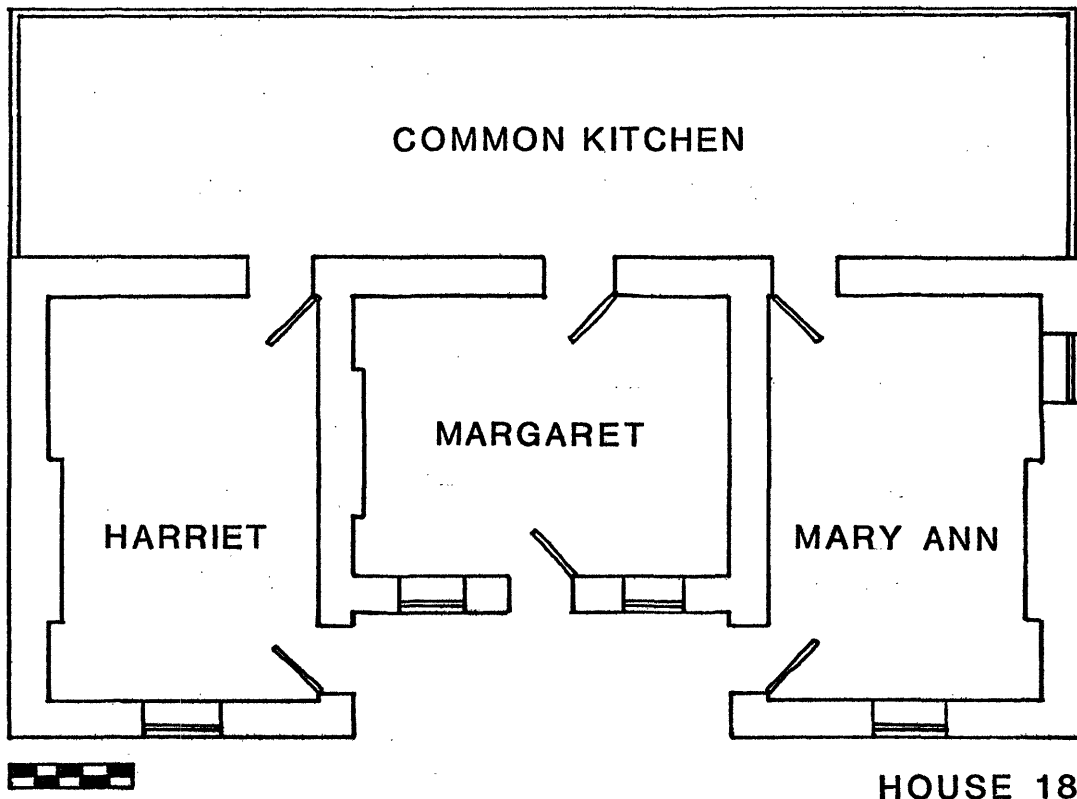 COMMON KITCHEN
MARGARET
HARRIET
MARY ANN
HOUSE 18